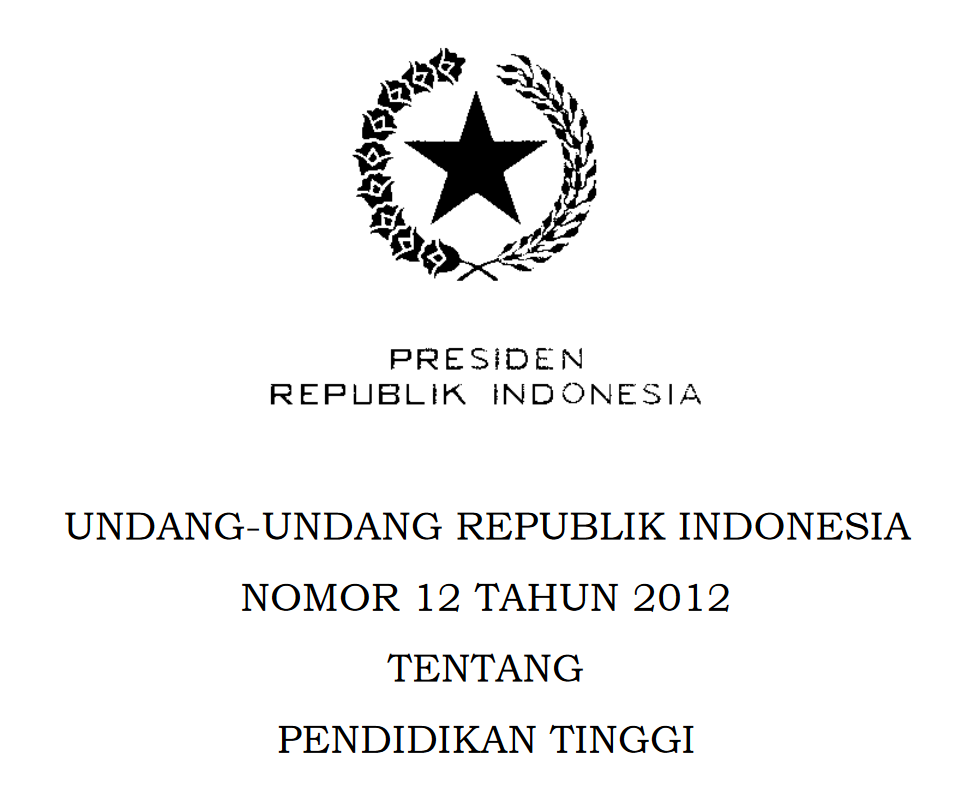 PRESIDEN
REPUBLIK INDONESIA
UNDANG-UNDANG REPUBLIK INDONESIA
NOMOR 12 TAHUN 2012
TENTANG
PENDIDIKAN TINGGI